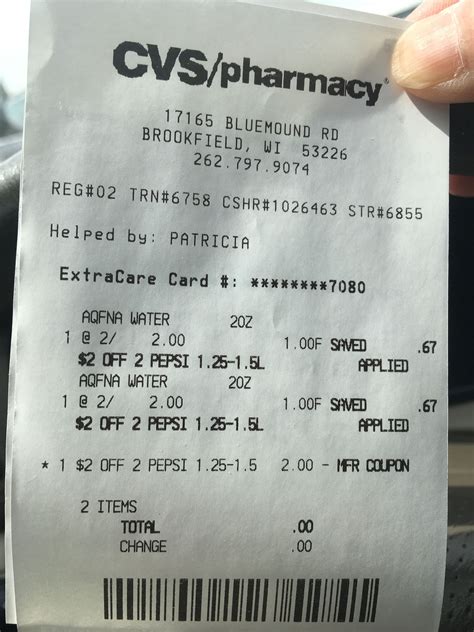 CVS/pharmacy®
17165 BLUEMOUND RD
BROOKFIELD, WI 53226
262.797.9074
REG#02 TRN#6758 CSHR#1026463 STR#6855
Helped by: PATRICIA
ExtraCare Card #: ********7080
AQFNA WATER 20Z
1 @ 2/ 2.00 1.00F SAVED .67
$2 OFF 2 PEPSI 1.25-1.5L APPLIED
AQFNA WATER 20Z
1 @ 2/ 2.00 1.00F SAVED .67
$2 OFF 2 PEPSI 1.25-1.5L APPLIED
* 1 $2 OFF 2 PEPSI 1.25-1.5 2.00 - MFR COUPON
2 ITEMS
TOTAL .00
CHANGE .00